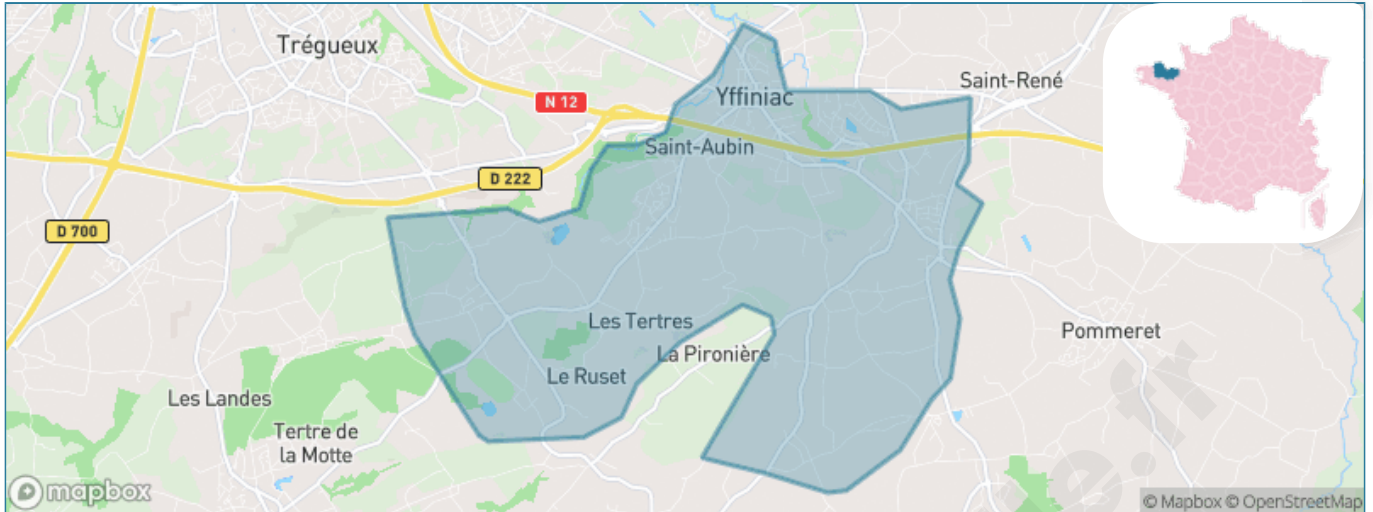 Trégueux
Saint-René
N 12
Yffiniac
Saint-Aubin
D 222
D 700
Les Tertres
Pommeret
La Pironière
Le Ruset
Les Landes
Tertre de
la Motte
e.fr
mapbox
© Mapbox © OpenStreetMap